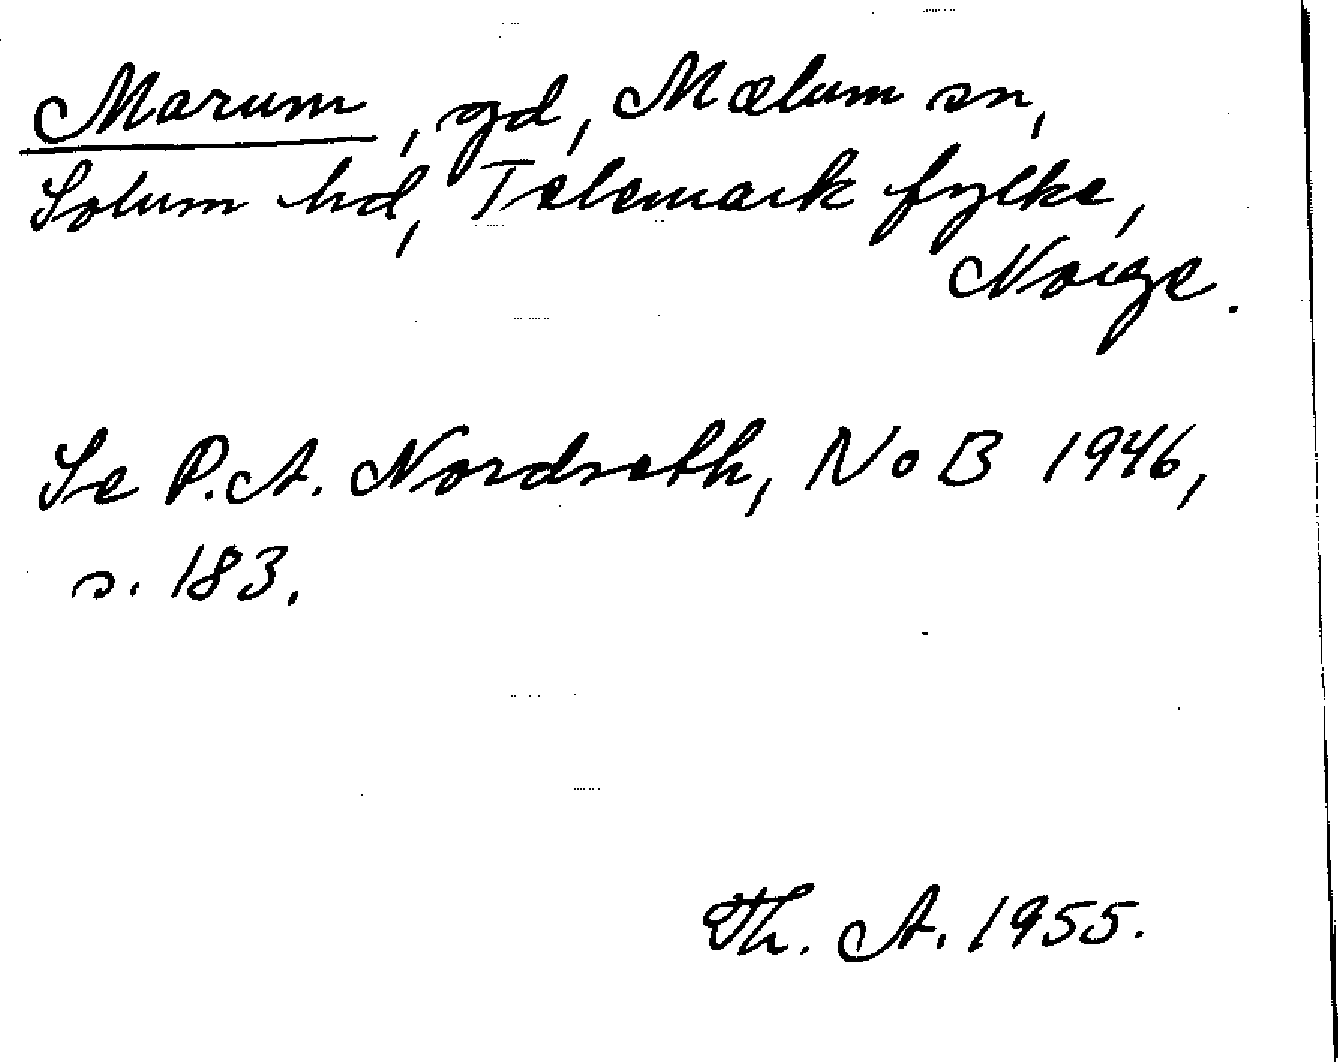 Marum, gd, Mælum sn,
Solum hd, Telemark fylke,
Norge.
Se P.A. Nordseth, NoB 1946,
s. 183.
Th. A. 1955.